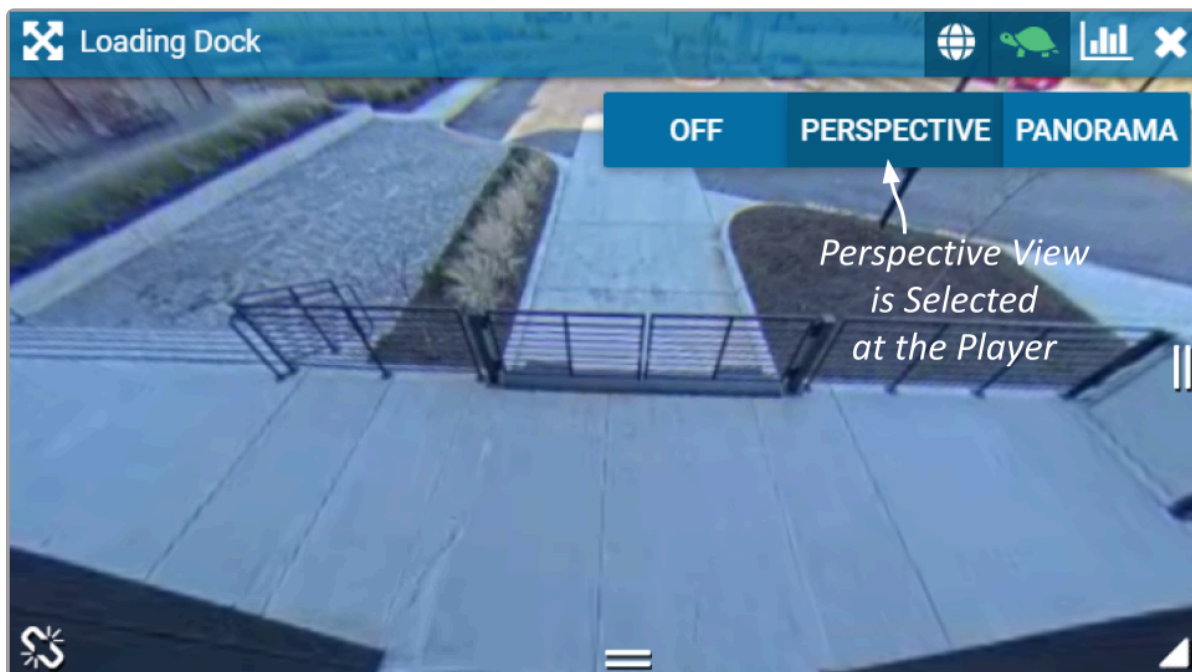 Loading Dock
OFF PERSPECTIVE PANORAMA
Perspective View
is Selected
at the Player